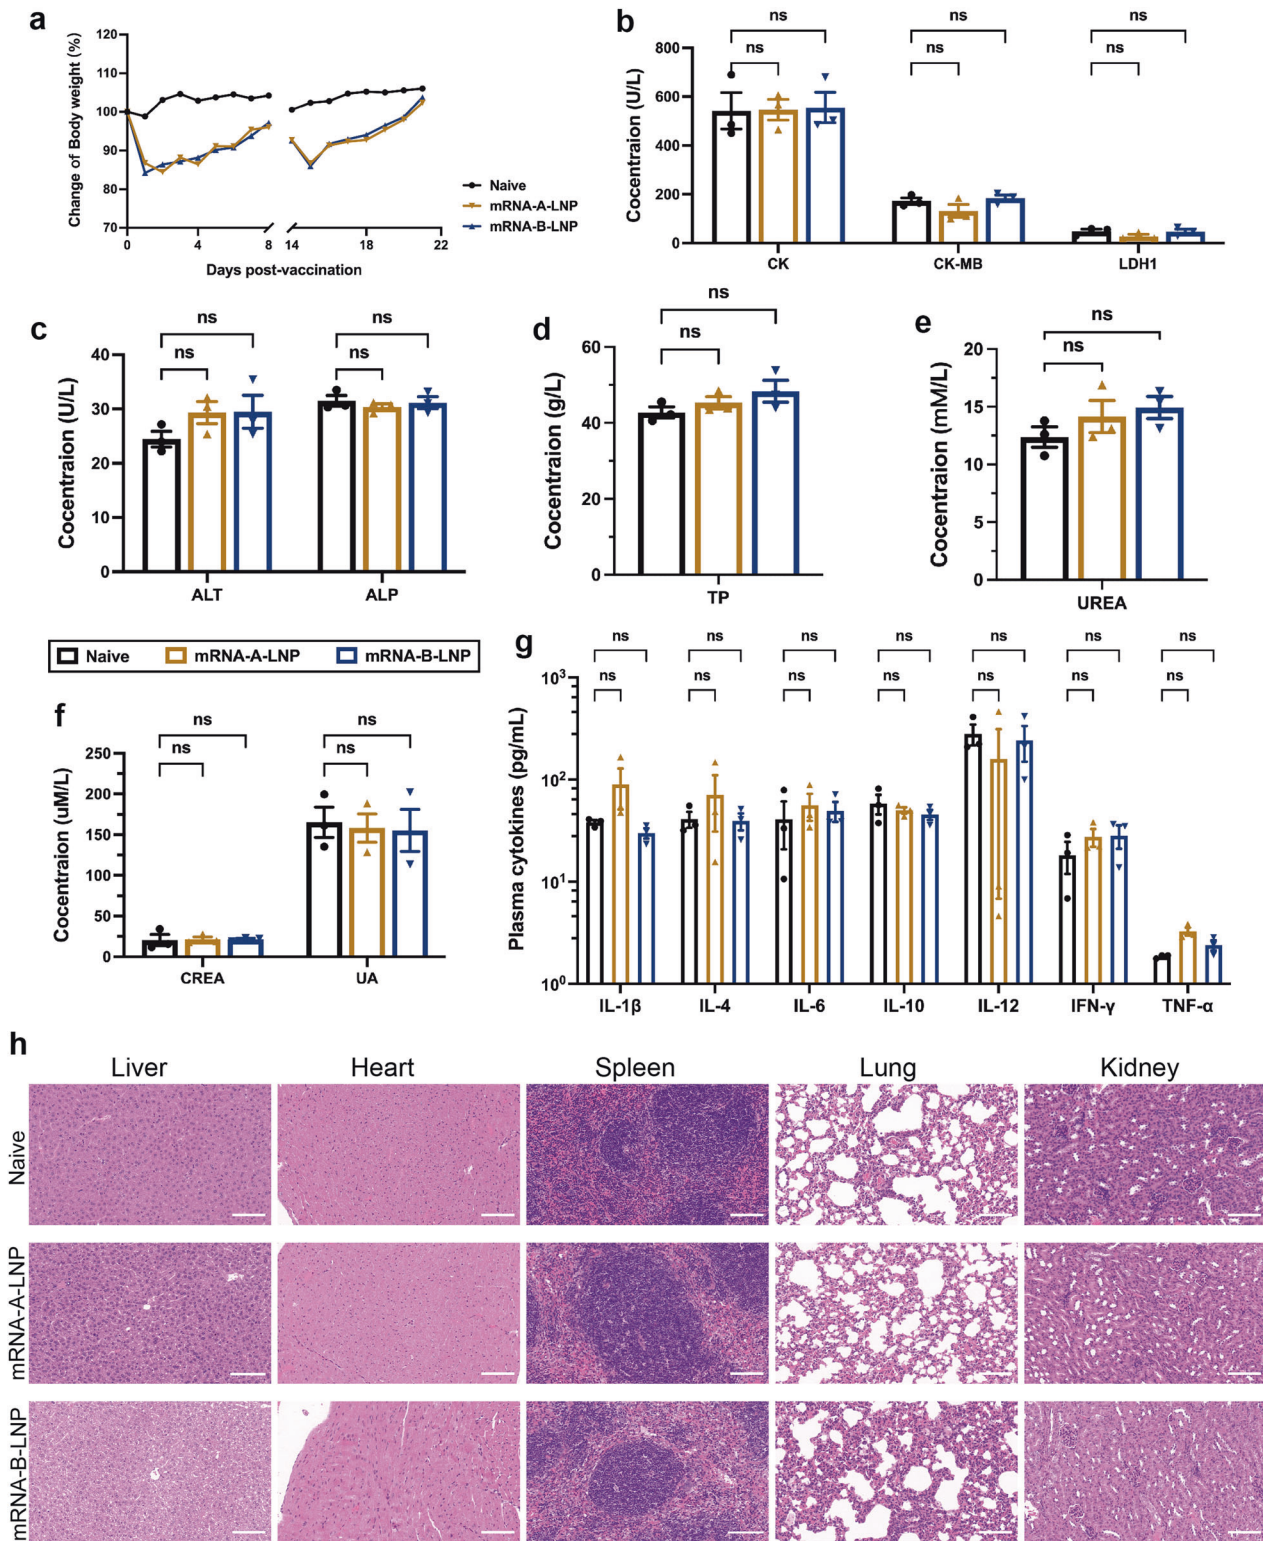 a
Change of Body weight (%)
120
110
100
90
80
70
0
4
8
14
18
22
Days post-vaccination
Naive
mRNA-A-LNP
mRNA-B-LNP
b
Cocentraion (U/L)
800
600
400
200
0
ns
ns
ns
ns
ns
ns
CK
CK-MB
LDH1
c
Cocentraion (U/L)
40
30
20
10
0
ns
ns
ns
ns
ALT
ALP
d
Cocentraion (g/L)
60
40
20
0
ns
ns
TP
e
Cocentraion (mM/L)
20
15
10
5
0
ns
ns
UREA
Naive
mRNA-A-LNP
mRNA-B-LNP
f
Cocentraion (uM/L)
250
200
150
100
50
0
ns
ns
ns
ns
CREA
UA
g
Plasma cytokines (pg/mL)
10³
10²
10¹
10⁰
ns
ns
ns
ns
ns
ns
ns
ns
ns
ns
ns
ns
ns
ns
IL-1β
IL-4
IL-6
IL-10
IL-12
IFN-γ
TNF-α
h
Liver
Heart
Spleen
Lung
Kidney
Naive
mRNA-A-LNP
mRNA-B-LNP